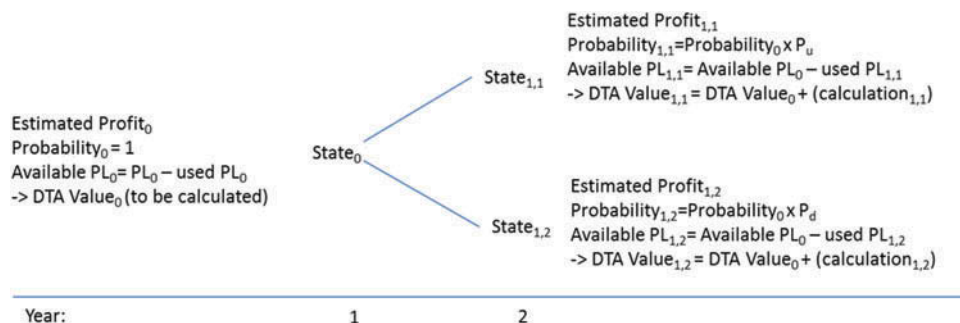 Estimated Profit₀
Probability₀ = 1
Available PL₀= PL₀ – used PL₀
-> DTA Value₀ (to be calculated)
State₀
State₁,₁
Estimated Profit₁,₁
Probability₁,₁=Probability₀ x Pᵤ
Available PL₁,₁= Available PL₀ – used PL₁,₁
-> DTA Value₁,₁ = DTA Value₀ + (calculation₁,₁)
State₁,₂
Estimated Profit₁,₂
Probability₁,₂=Probability₀ x P_d
Available PL₁,₂= Available PL₀ – used PL₁,₂
-> DTA Value₁,₂ = DTA Value₀ + (calculation₁,₂)
Year: 1 2